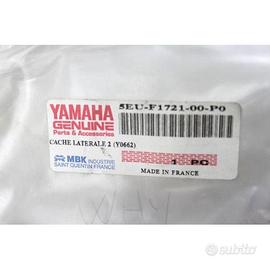 5EU-F1721-00-P0
YAMAHA
GENUINE
Parts & Accessories
CACHE LATERALE 2 (Y0662)
MBK INDUSTRIE
SAINT QUENTIN FRANCE
1 PC
MADE IN FRANCE
subito